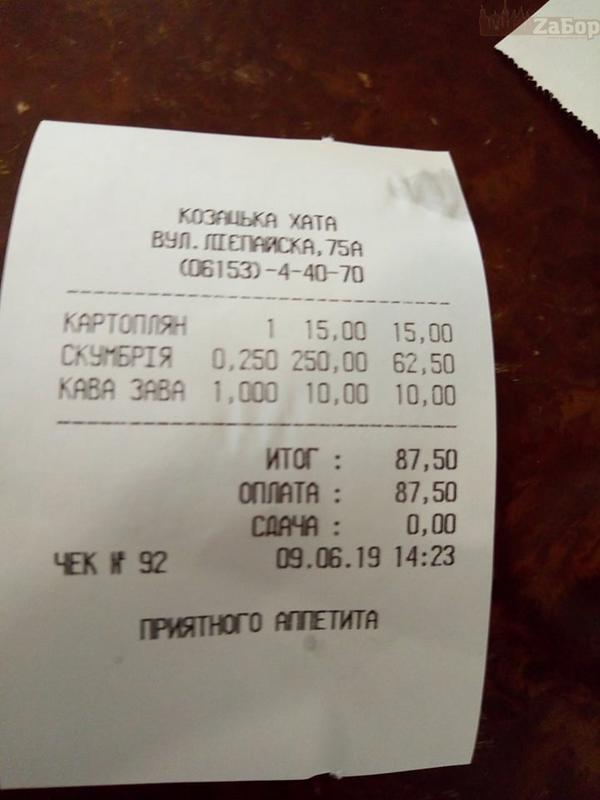 ZаБор
КОЗАЦЬКА ХАТА
ВУЛ.ЛІЄПАЙСКА,75А
(06153)-4-40-70
КАРТОПЛЯН 1 15,00 15,00
СКУМБРІЯ 0,250 250,00 62,50
КАВА ЗАВА 1,000 10,00 10,00
ИТОГ : 87,50
ОПЛАТА : 87,50
СДАЧА : 0,00
ЧЕК № 92 09.06.19 14:23
ПРИЯТНОГО АППЕТИТА